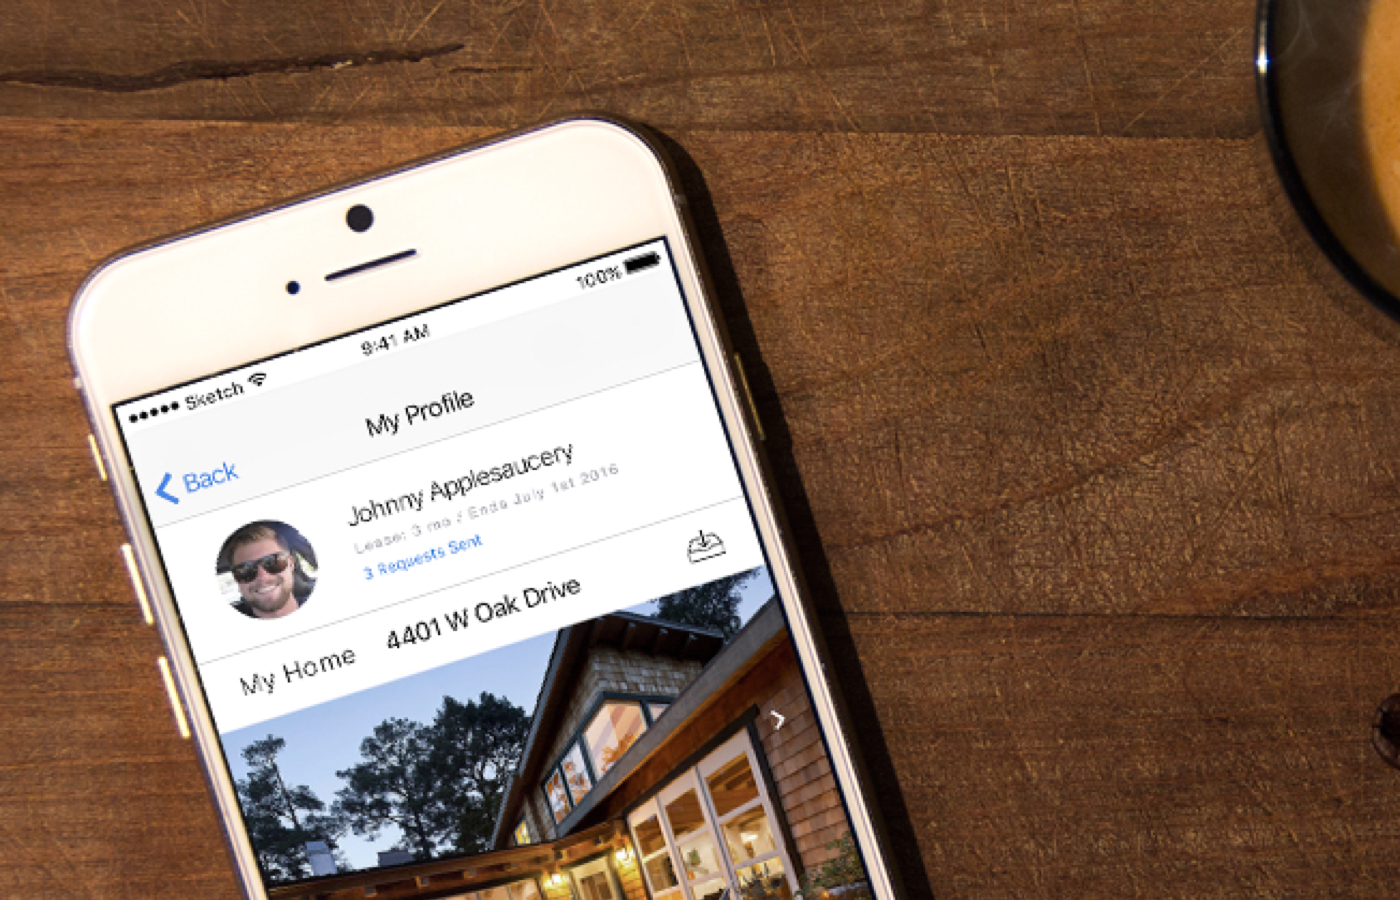 ●●●●● Sketch 9:41 AM 100%
Back My Profile
Johnny Applesaucery
Lease: 3 mo / Ends July 1st 2016
3 Requests Sent
My Home 4401 W Oak Drive